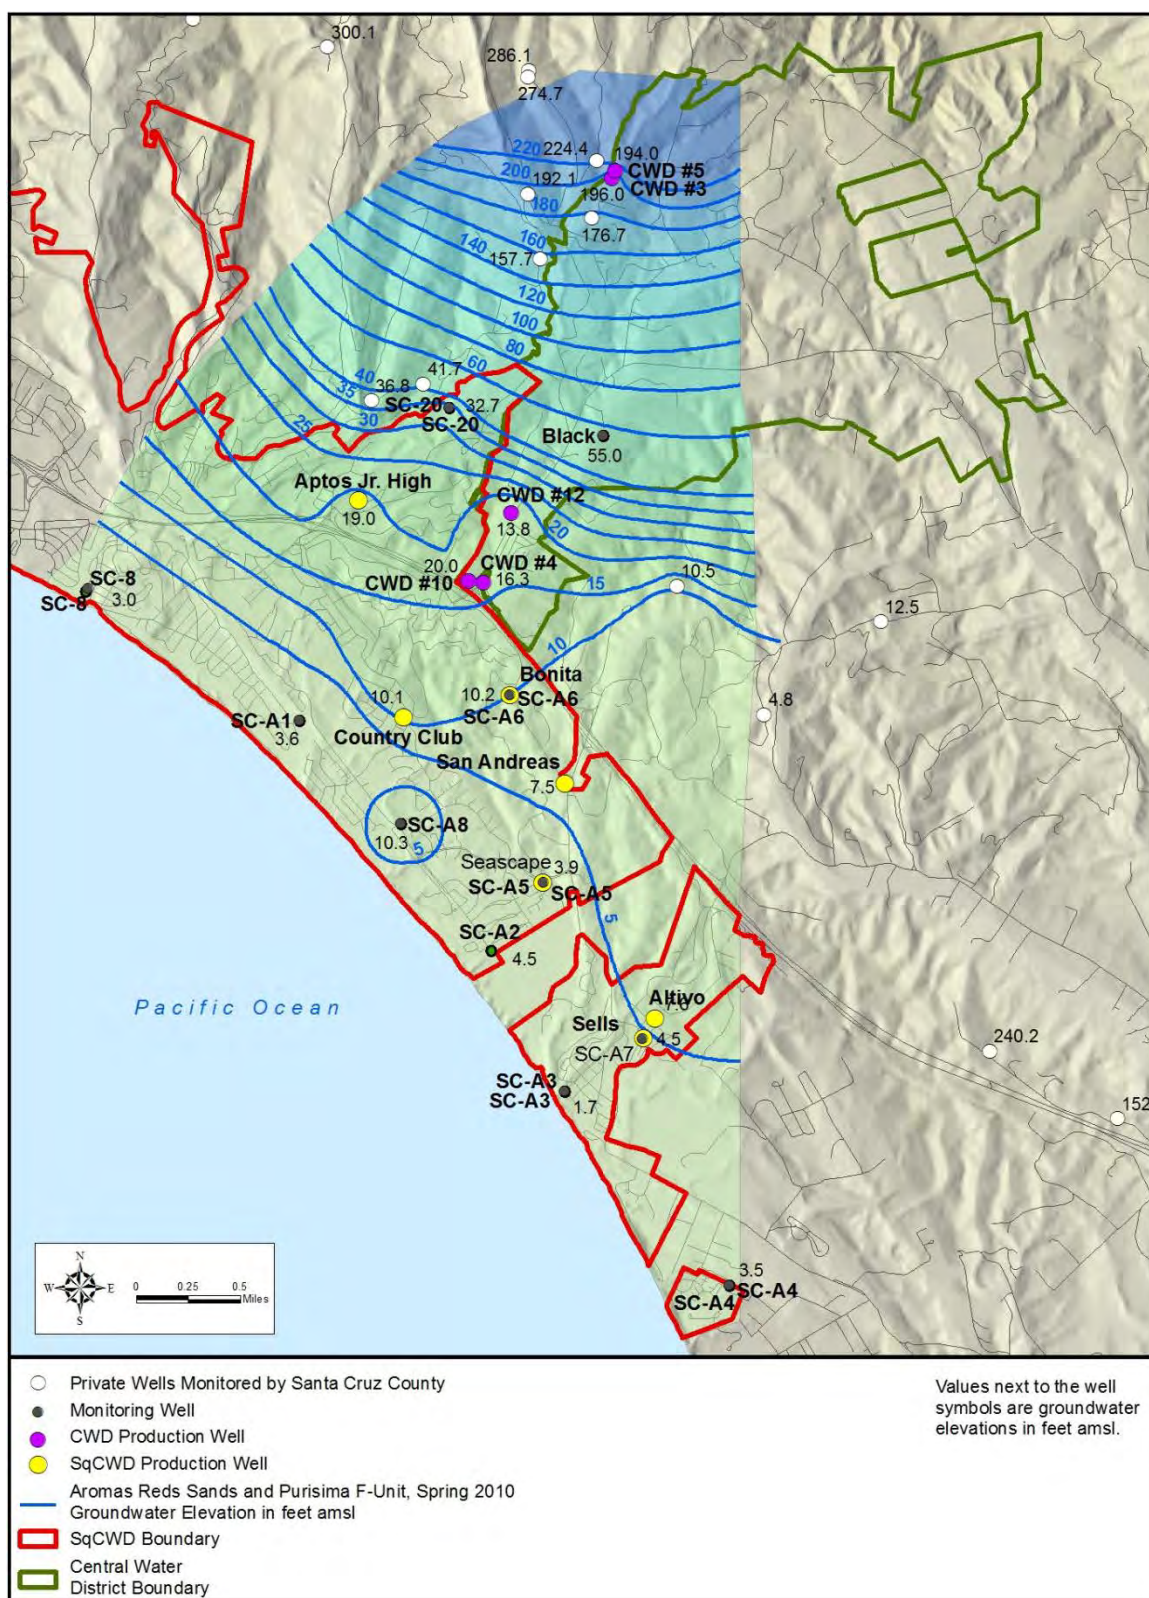 300.1
286.1
274.7
220
224.4
194.0
CWD #5
200
192.1
196.0
CWD #3
180
176.7
160
140
157.7
120
100
80
60
41.7
40
36.8
35
SC-20
32.7
30
SC-20
25
Black
55.0
Aptos Jr. High
19.0
CWD #12
13.8
20
CWD #4
20.0
16.3
CWD #10
15
10.5
12.5
SC-8
SC-8
3.0
10
Bonita
10.2
SC-A6
SC-A6
10.1
Country Club
4.8
SC-A1
3.6
San Andreas
7.5
SC-A8
10.3
5
Seascape
3.9
SC-A5
SC-A5
5
SC-A2
4.5
Pacific Ocean
Altivo
7.6
Sells
4.5
SC-A7
240.2
SC-A3
SC-A3
1.7
152
3.5
SC-A4
SC-A4
N
W
E
S
0
0.25
0.5
Miles
Private Wells Monitored by Santa Cruz County
Monitoring Well
CWD Production Well
SqCWD Production Well
Aromas Reds Sands and Purisima F-Unit, Spring 2010
Groundwater Elevation in feet amsl
SqCWD Boundary
Central Water
District Boundary
Values next to the well
symbols are groundwater
elevations in feet amsl.